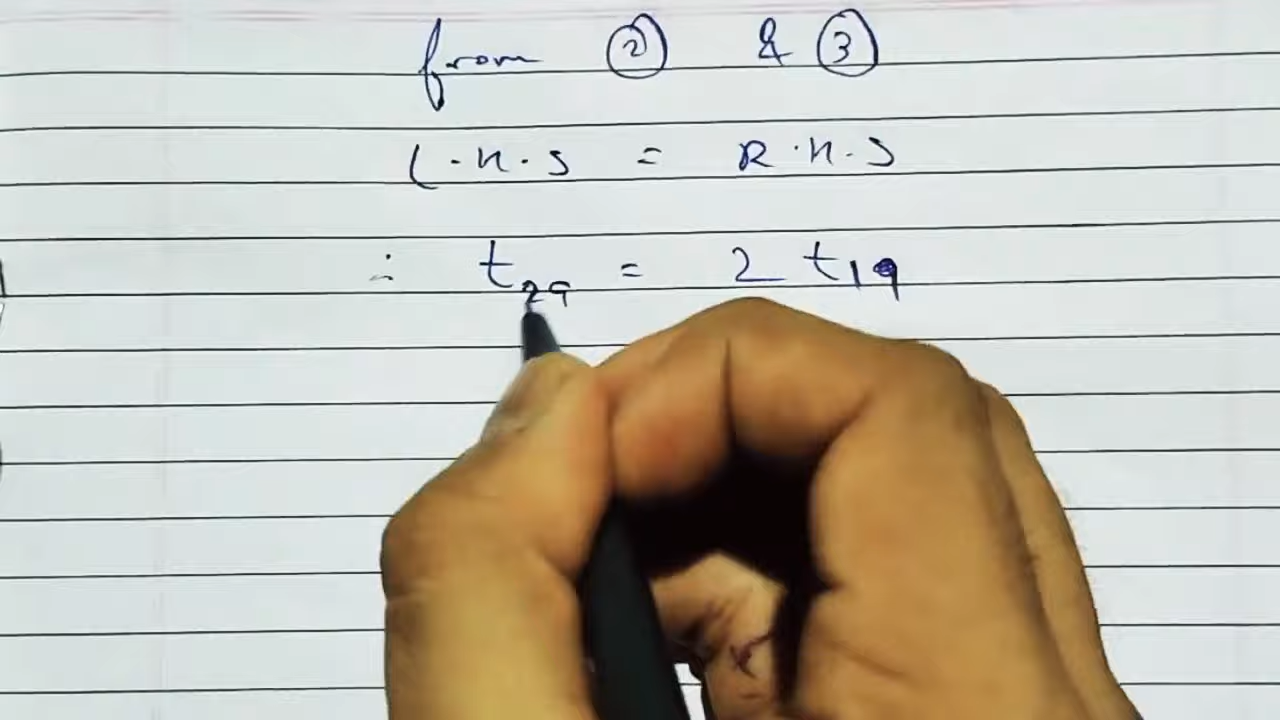 from ② & ③
L.H.S = R.H.S
∴ t₂₉ = 2 t₁₉